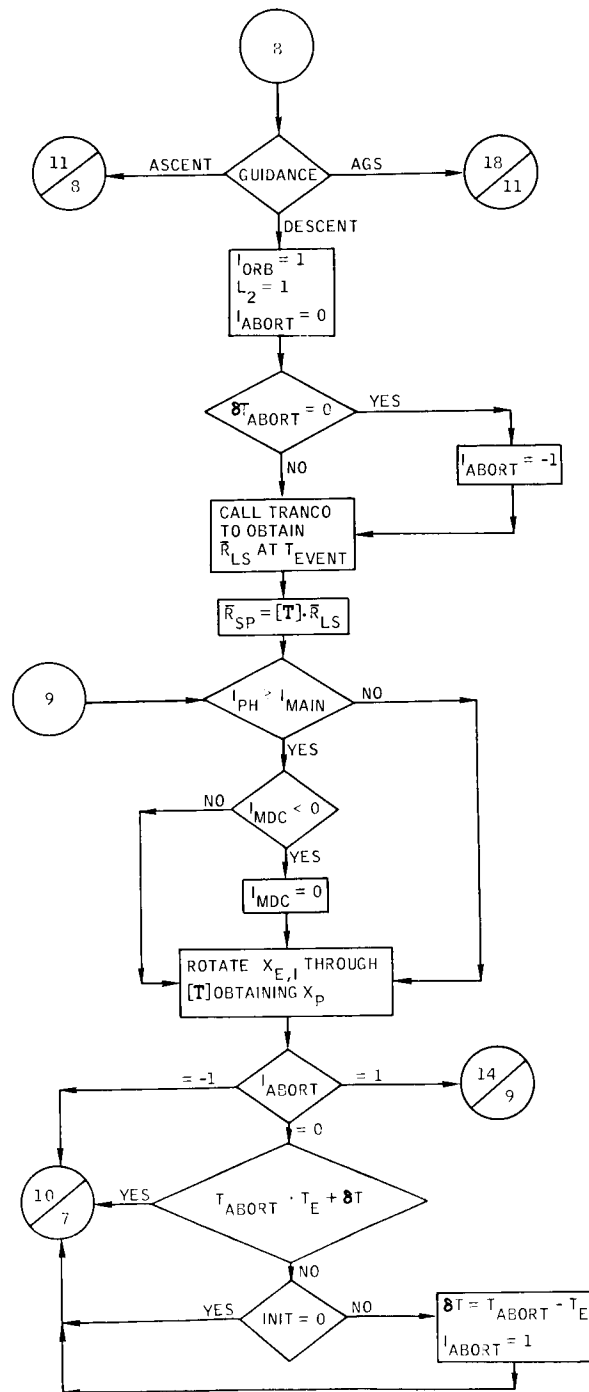 8
11
8
ASCENT
GUIDANCE
AGS
18
11
DESCENT
I_ORB = 1
L_2 = 1
I_ABORT = 0
δT_ABORT = 0
YES
I_ABORT = -1
NO
CALL TRANCO
TO OBTAIN
R̄_LS AT T_EVENT
R̄_SP = [T]·R̄_LS
9
I_PH I_MAIN
NO
YES
NO
I_MDC < 0
YES
I_MDC = 0
ROTATE X_E,I THROUGH
[T] OBTAINING X_P
= -1
I_ABORT
= 1
14
9
= 0
10
7
YES
T_ABORT T_E + δT
NO
YES
INIT = 0
NO
δT = T_ABORT - T_E
I_ABORT = 1